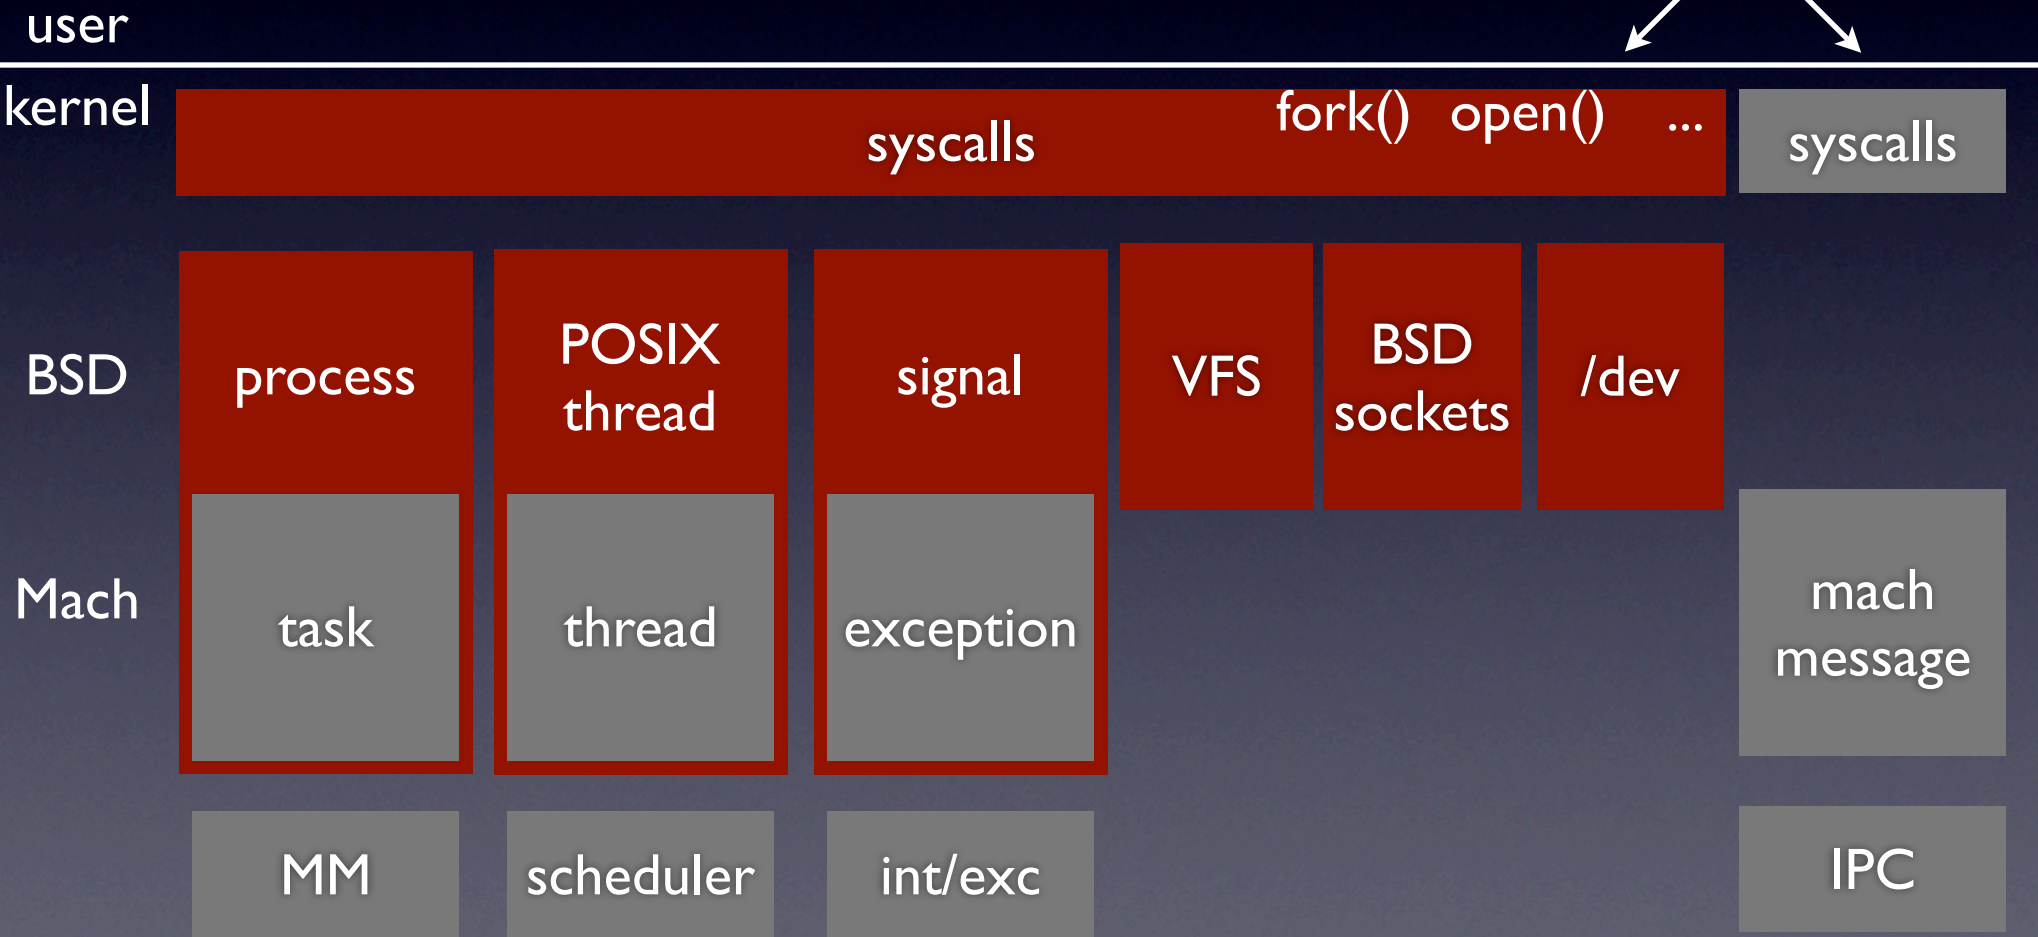 user
kernel
syscalls
fork() open() ...
syscalls
BSD
process
POSIX
thread
signal
VFS
BSD
sockets
/dev
Mach
task
thread
exception
mach
message
MM
scheduler
int/exc
IPC